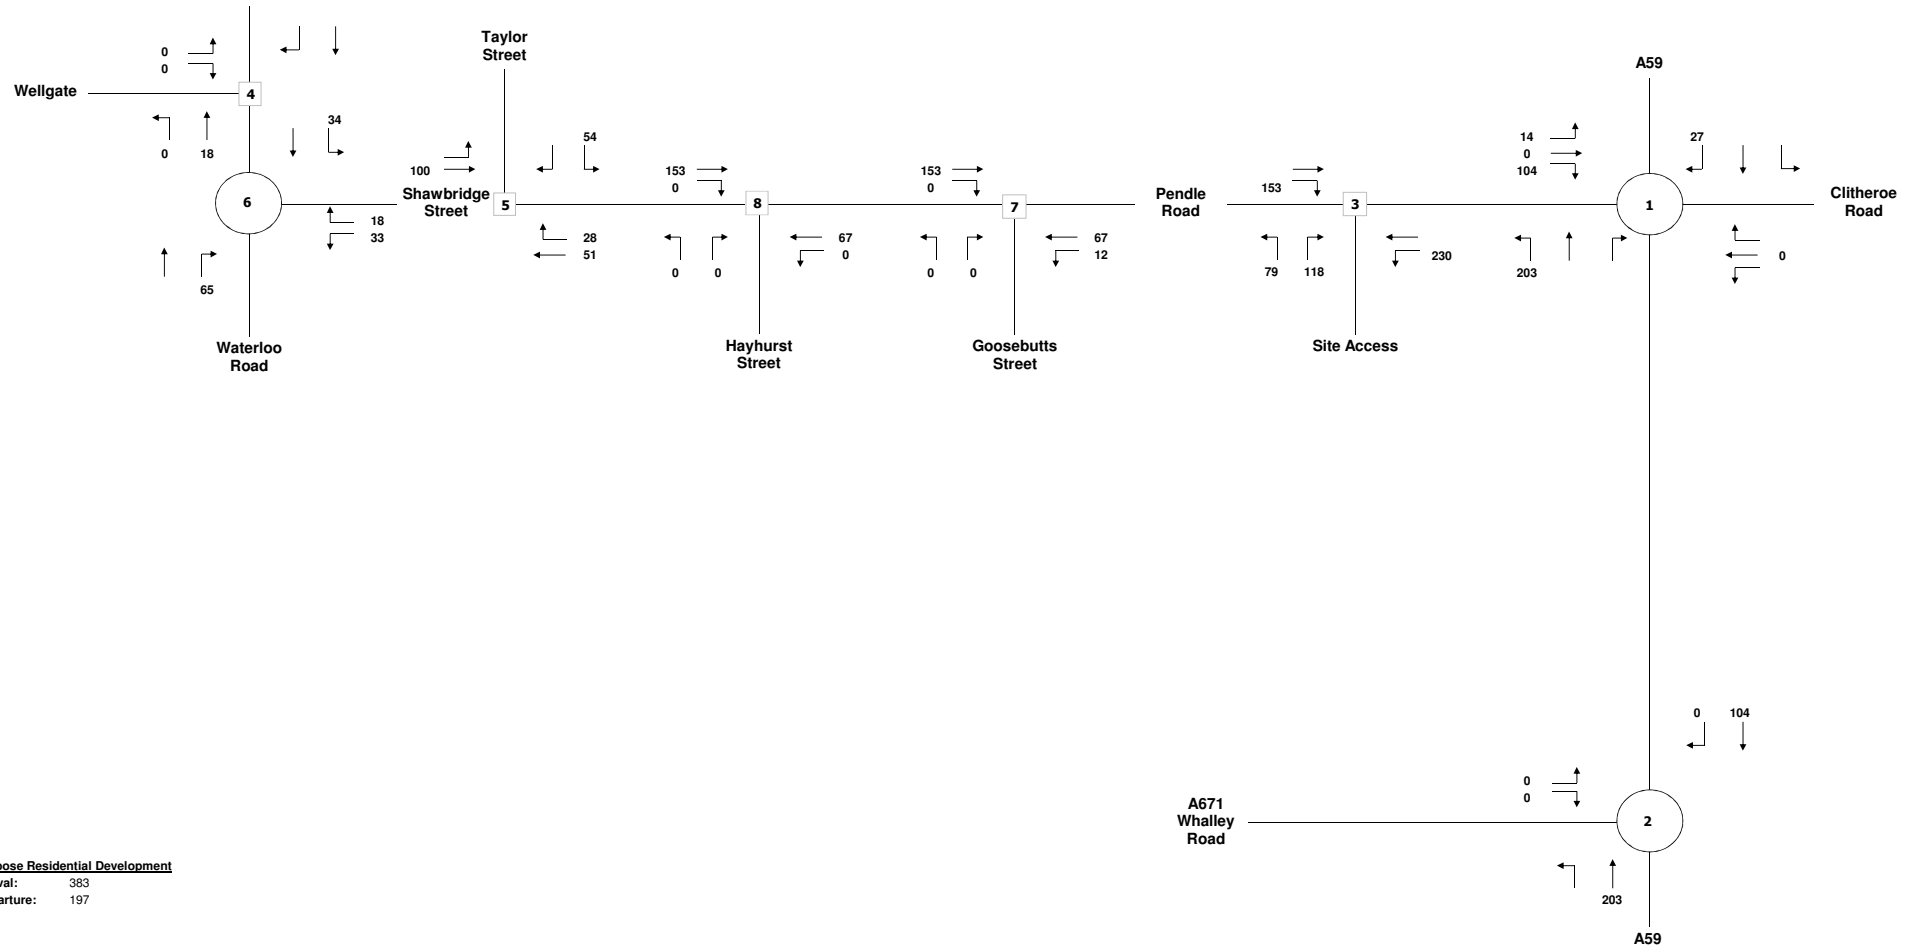 Taylor
Street
A59
0
0
Wellgate
4
34
0 18
54
100
14
0
104
27
153
0
153
0
153
6
Shawbridge
Street
5
8
7
Pendle
Road
3
1
Clitheroe
Road
18
33
65
28
51
0 0
67
0
0 0
67
12
79 118
230
203
0
Waterloo
Road
Hayhurst
Street
Goosebutts
Street
Site Access
0 104
0
0
A671
Whalley
Road
2
203
A59
Residential Development
383
197